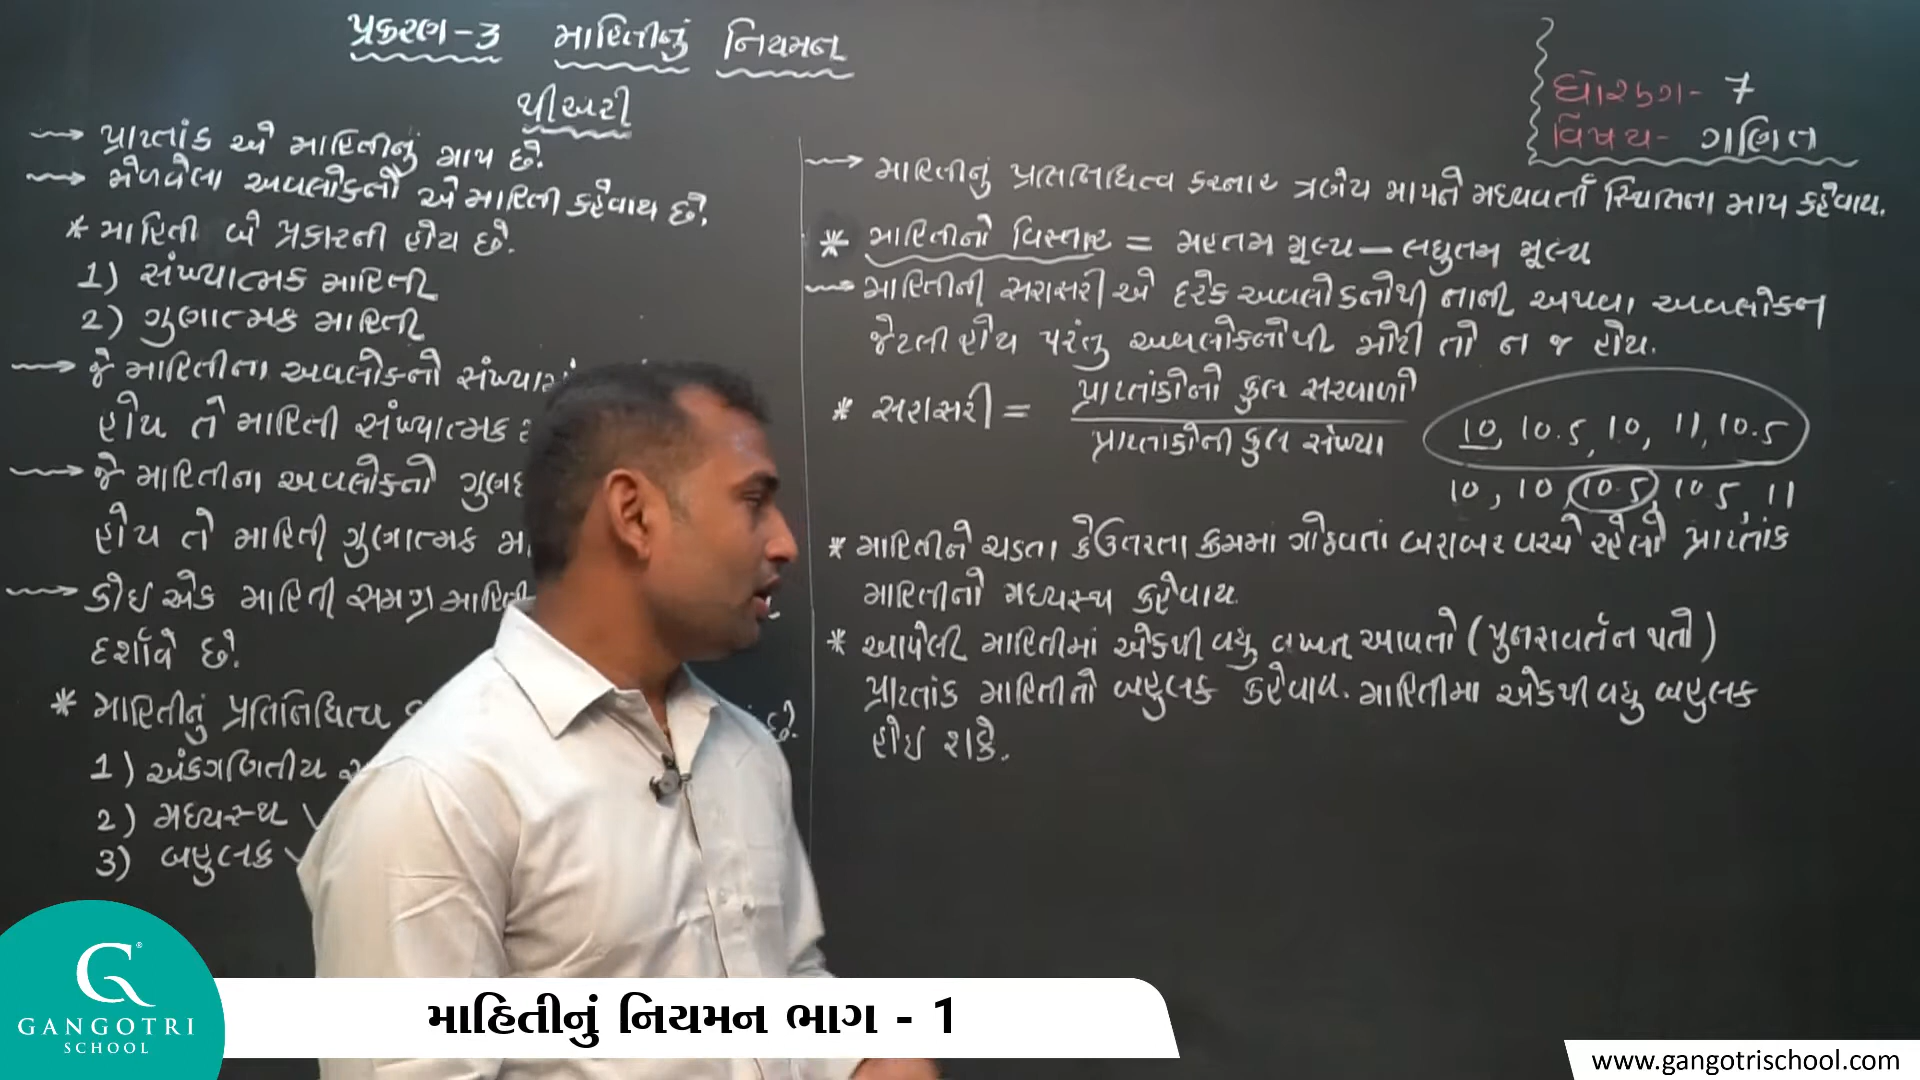 પ્રકરણ-3 માહિતીનું નિયમન
થીઅરી
ધોરણ- 7
વિષય- ગણિત
→ પ્રાપ્તાંક એ માહિતીનું માપ છે.
→ મેળવેલા અવલોકનો એ માહિતી કહેવાય છે.
* માહિતી બે પ્રકારની હોય છે.
1) સંખ્યાત્મક માહિતી
2) ગુણાત્મક માહિતી
→ જે માહિતીના અવલોકનો
હોય તે માહિતી સંખ્યાત્મક
→ જે માહિતીના અવલોકનો
હોય તે માહિતી ગુણાત્મક
→ કોઈ એક માહિતી સમગ્ર માહિતી
દર્શાવે છે.
* માહિતીનું પ્રતિનિધિત્વ
છે.
1) અંકગણિતીય
2) મધ્યસ્થ
3) બહુલક
→ માહિતીનું પ્રતિનિધિત્વ કરનાર ત્રણેય માપને મધ્યવર્તી સ્થિતિના માપ કહેવાય.
* માહિતીનો વિસ્તાર = મહત્તમ મૂલ્ય – લઘુતમ મૂલ્ય
→ માહિતીની સરાસરી એ દરેક અવલોકનોથી નાની અથવા અવલોકન
જેટલી હોય પરંતુ અવલોકનોથી મોટી તો ન જ હોય.
* સરાસરી = પ્રાપ્તાંકોનો કુલ સરવાળો
પ્રાપ્તાંકોની કુલ સંખ્યા
10, 10.5, 10, 11, 10.5
10, 10, 10.5, 10.5, 11
* માહિતીને ચડતા કે ઉતરતા ક્રમમાં ગોઠવતાં બરાબર વચ્ચે રહેલો પ્રાપ્તાંક
માહિતીનો મધ્યસ્થ કહેવાય.
* આપેલી માહિતીમાં એકથી વધુ વખત આવતો (પુનરાવર્તન થતો)
પ્રાપ્તાંક માહિતીનો બહુલક કહેવાય. માહિતીમાં એકથી વધુ બહુલક
હોઇ શકે.
G®
GANGOTRI
SCHOOL
માહિતીનું નિયમન ભાગ - 1
www.gangotrischool.com